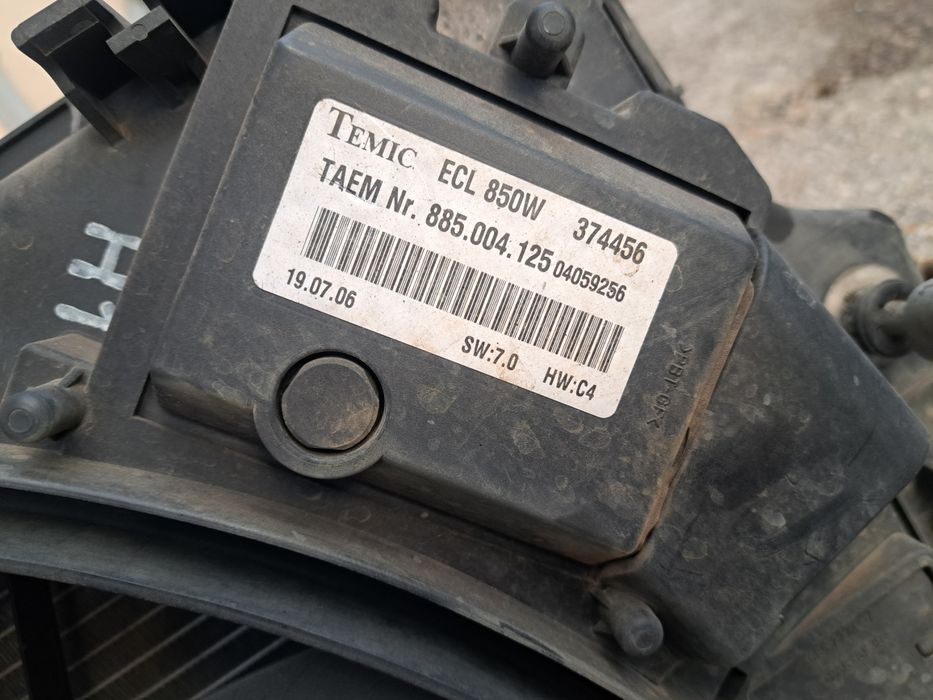 TEMIC ECL 850W 374456
TAEM Nr. 885.004.125 04059256
19.07.06 SW:7.0 HW:C4